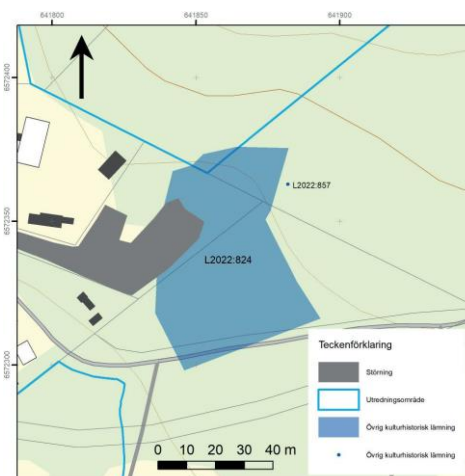 641800
641850
641900
6572400
6572350
6572300
L2022:857
L2022:824
Teckenförklaring
Störning
Utredningsområde
Övrig kulturhistorisk lämning
Övrig kulturhistorisk lämning
0 10 20 30 40 m